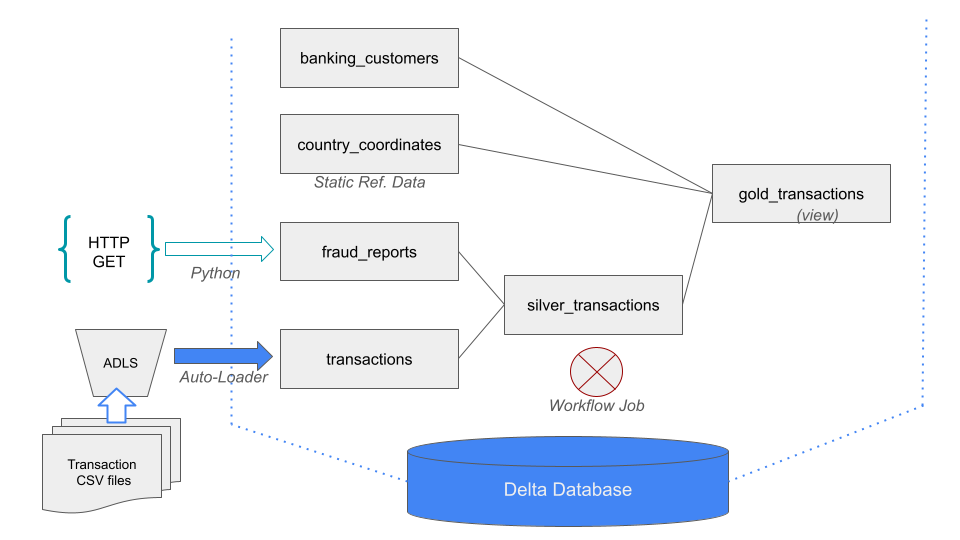 banking_customers
country_coordinates
Static Ref. Data
gold_transactions
(view)
HTTP
GET
Python
fraud_reports
silver_transactions
ADLS
Auto-Loader
transactions
Workflow Job
Transaction
CSV files
Delta Database